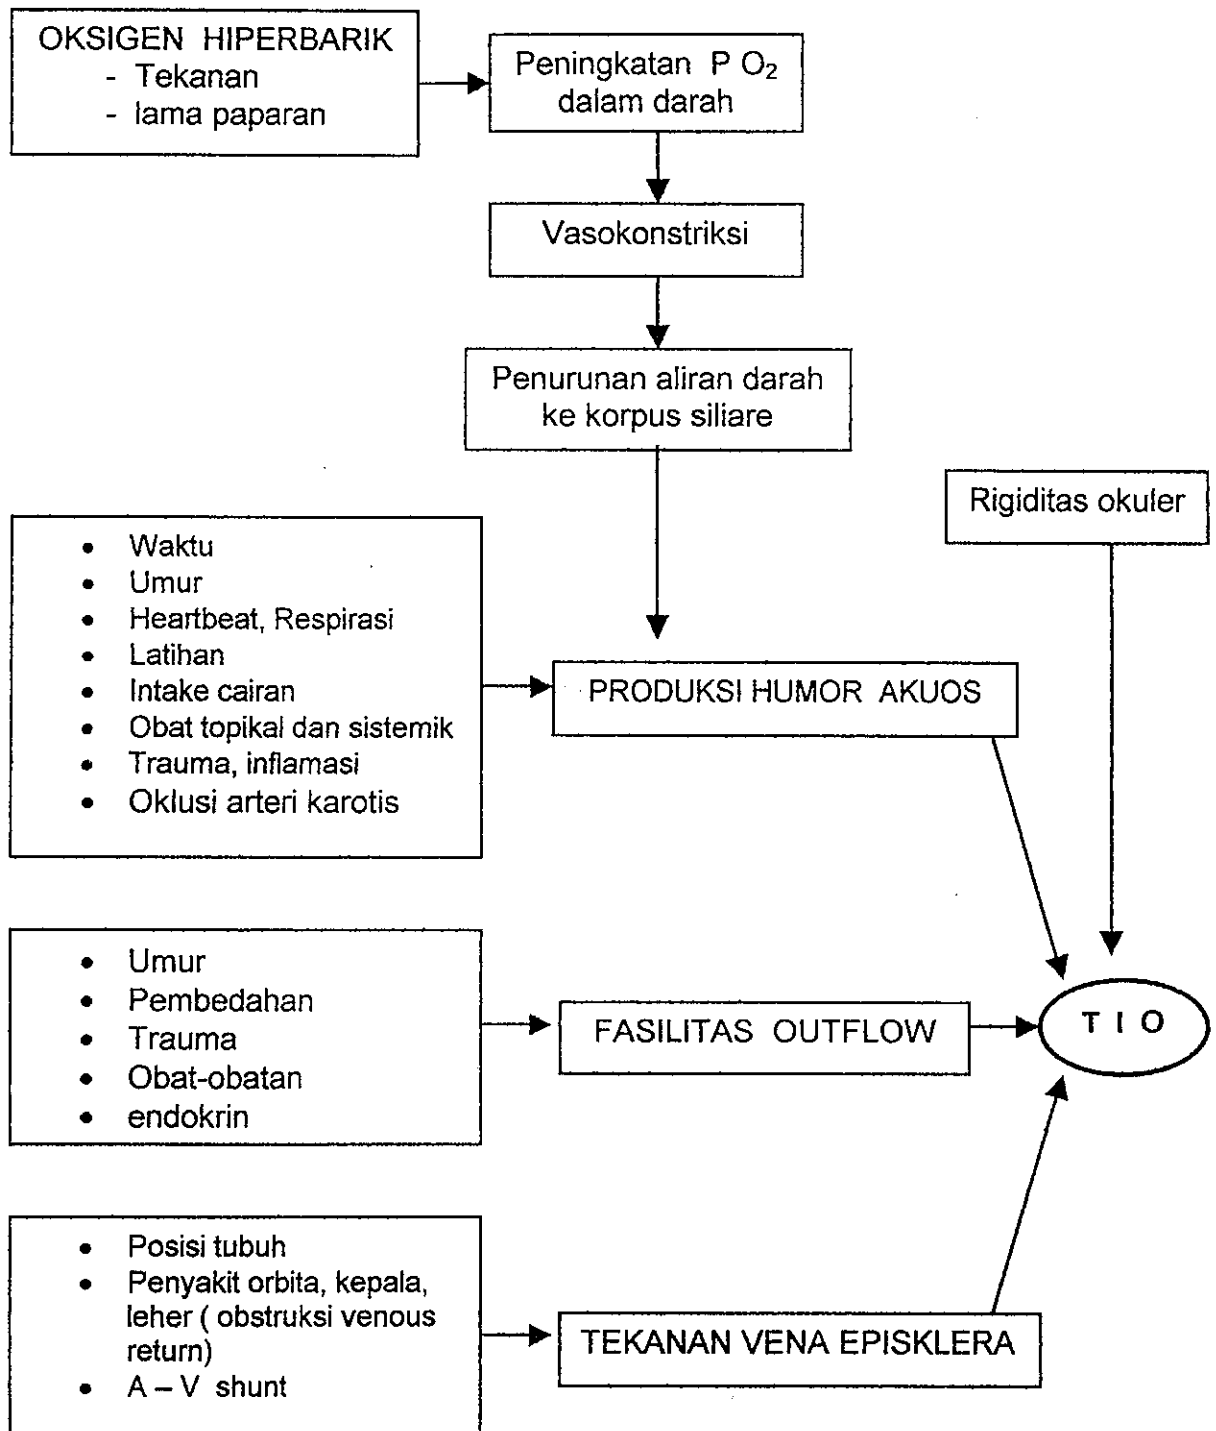 OKSIGEN HIPERBARIK
- Tekanan
- lama paparan
Peningkatan P O₂
dalam darah
Vasokonstriksi
Penurunan aliran darah
ke korpus siliare
Rigiditas okuler
• Waktu
• Umur
• Heartbeat, Respirasi
• Latihan
• Intake cairan
• Obat topikal dan sistemik
• Trauma, inflamasi
• Oklusi arteri karotis
PRODUKSI HUMOR AKUOS
• Umur
• Pembedahan
• Trauma
• Obat-obatan
• endokrin
FASILITAS OUTFLOW
T I O
• Posisi tubuh
• Penyakit orbita, kepala,
leher ( obstruksi venous
return)
• A – V shunt
TEKANAN VENA EPISKLERA